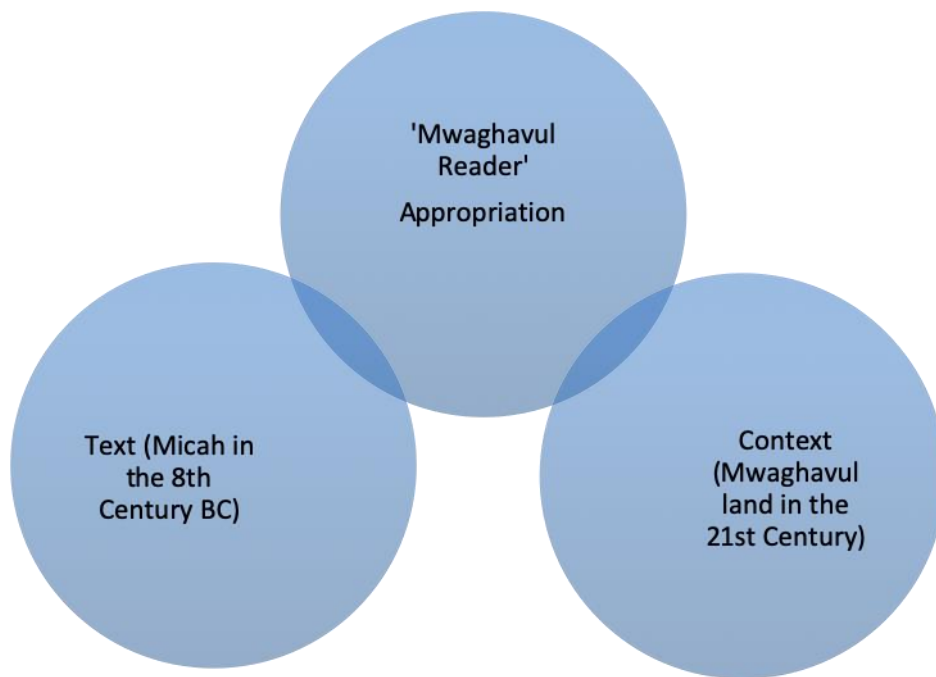 'Mwaghavul
Reader'
Appropriation
Text (Micah in
the 8th
Century BC)
Context
(Mwaghavul
land in the
21st Century)